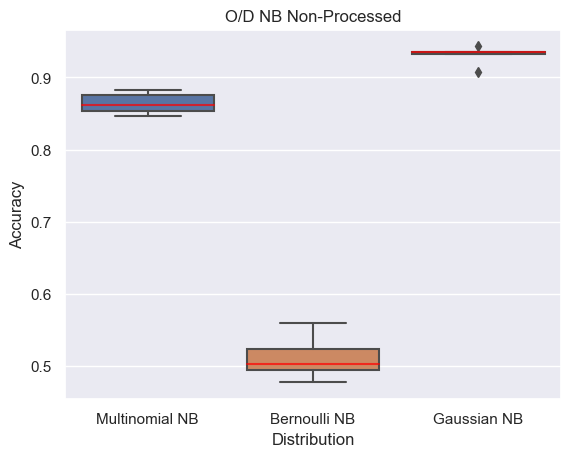 O/D NB Non-Processed
Accuracy
0.9
0.8
0.7
0.6
0.5
Multinomial NB
Bernoulli NB
Gaussian NB
Distribution